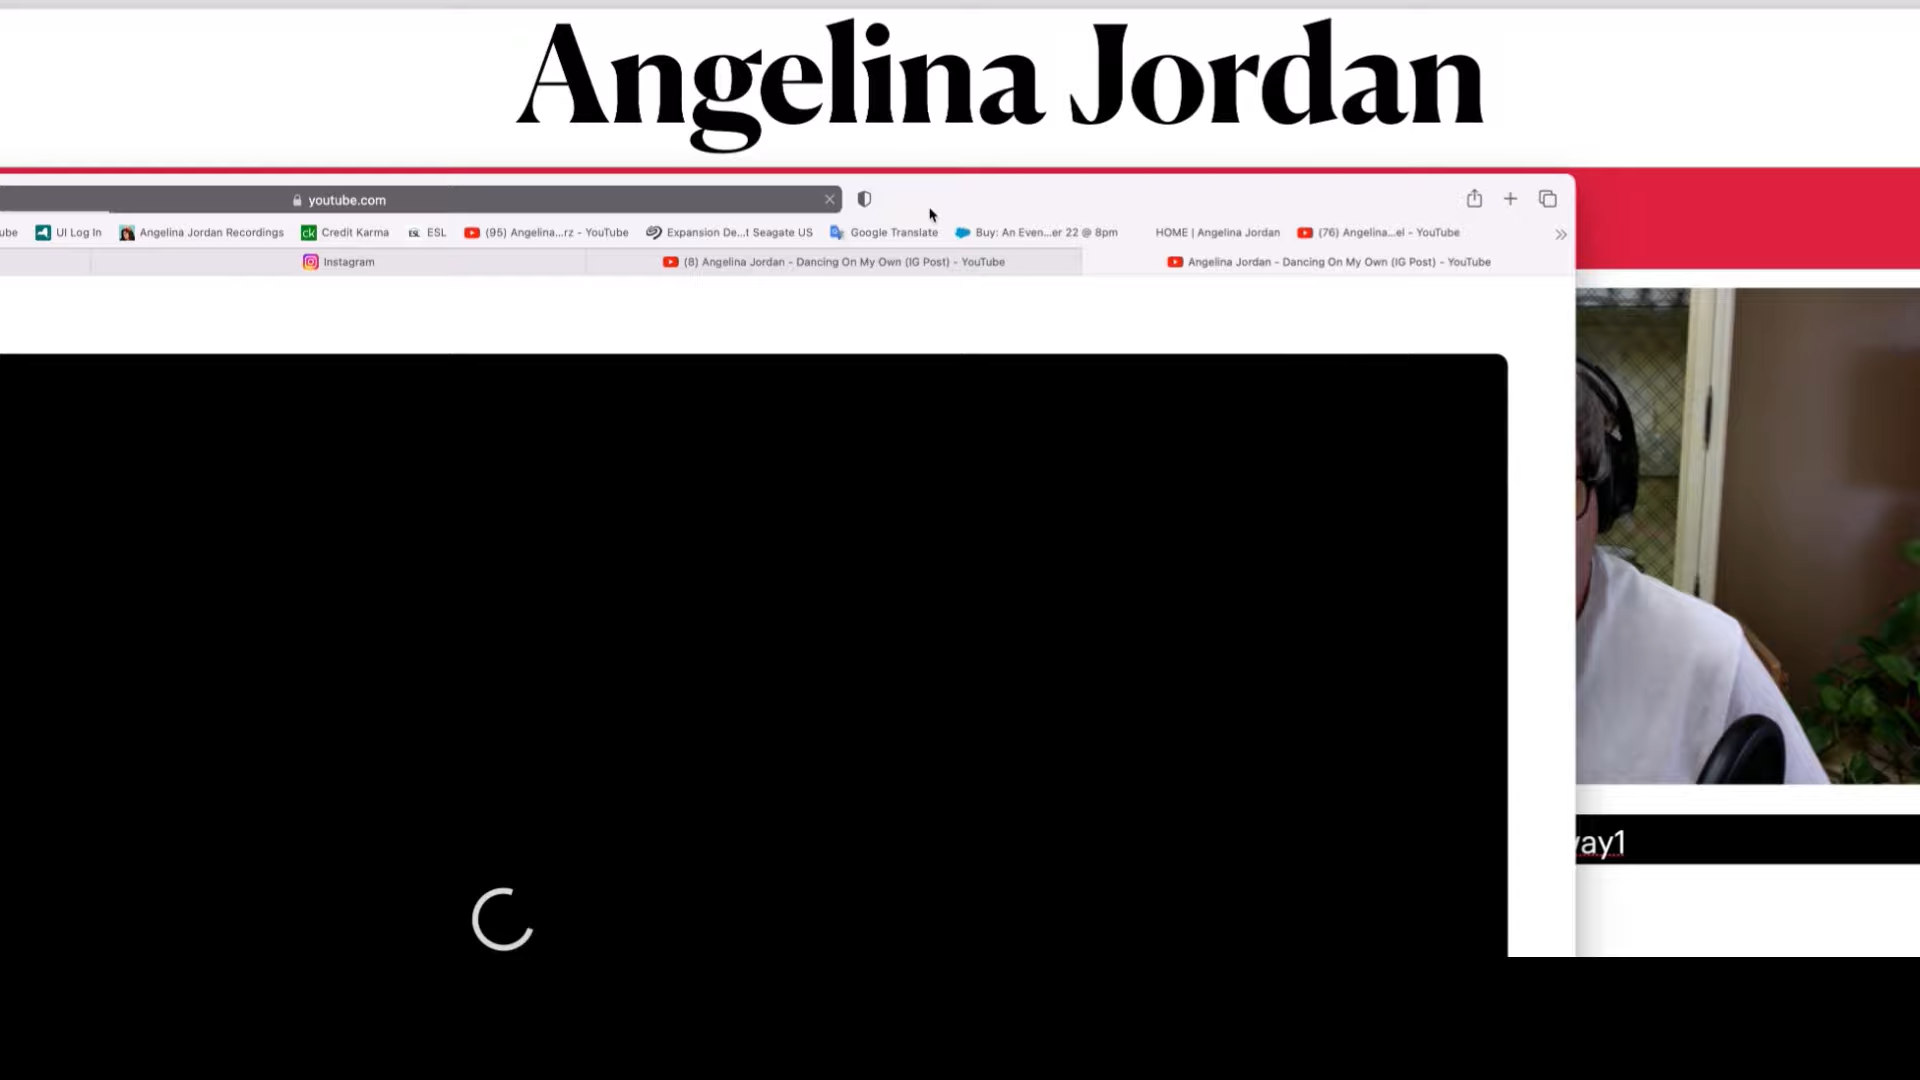 Angelina Jordan
youtube.com
ube UI Log In Angelina Jordan Recordings ck Credit Karma ESL (95) Angelina...rz - YouTube Expansion De...t Seagate US Google Translate Buy: An Even...er 22 @ 8pm HOME | Angelina Jordan (76) Angelina...el - YouTube
Instagram (8) Angelina Jordan - Dancing On My Own (IG Post) - YouTube Angelina Jordan - Dancing On My Own (IG Post) - YouTube
way1